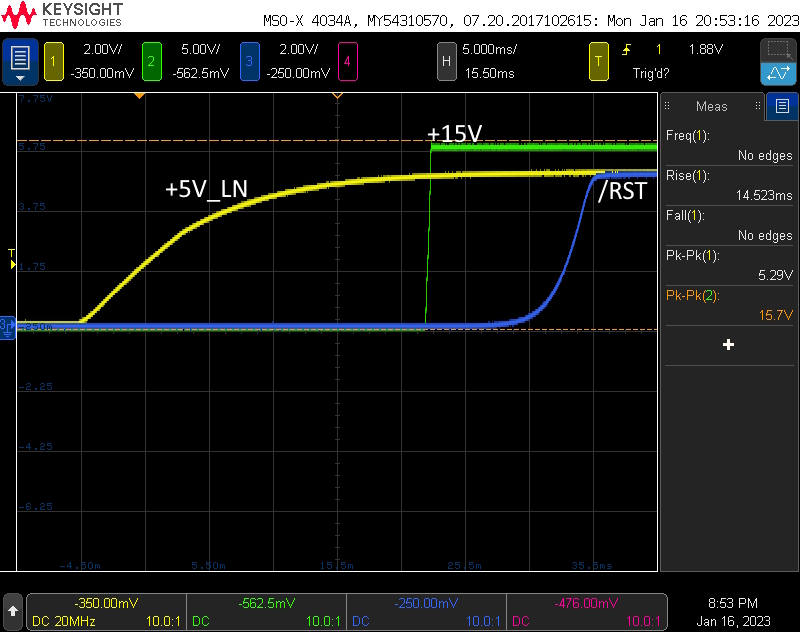 KEYSIGHT
TECHNOLOGIES
MSO-X 4034A, MY54310570, 07.20.2017102615: Mon Jan 16 20:53:16 2023
1 2.00V/ 2 5.00V/ 3 2.00V/ 4 H 5.000ms/ T 1 1.88V
-350.00mV -562.5mV -250.00mV 15.50ms Trig'd?
7.75V
Meas
+15V
Freq(1):
5.75
No edges
Rise(1):
+5V_LN
/RST
14.523ms
3.75
Fall(1):
No edges
T
Pk-Pk(1):
1.75
5.29V
Pk-Pk(2):
15.7V
3
-250m
-2.25
-4.25
-6.25
-4.50m 5.50m 15.5m 25.5m 35.5ms
-350.00mV -562.5mV -250.00mV -476.00mV 8:53 PM
DC 20MHz 10.0:1 DC 10.0:1 DC 10.0:1 DC 10.0:1 Jan 16, 2023